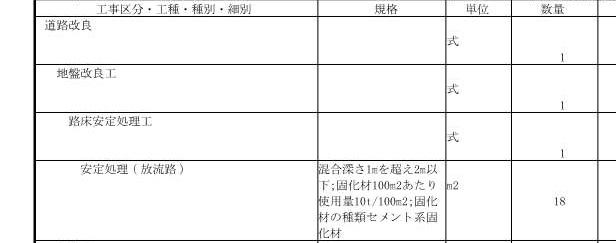 工事区分・工種・種別・細別 規格 単位 数量
道路改良
式
1
地盤改良工
式
1
路床安定処理工
式
1
安定処理(放流路) 混合深さ1mを超え2m以
下;固化材100m2あたり m2
使用量10t/100m2;固化 18
材の種類セメント系固
化材